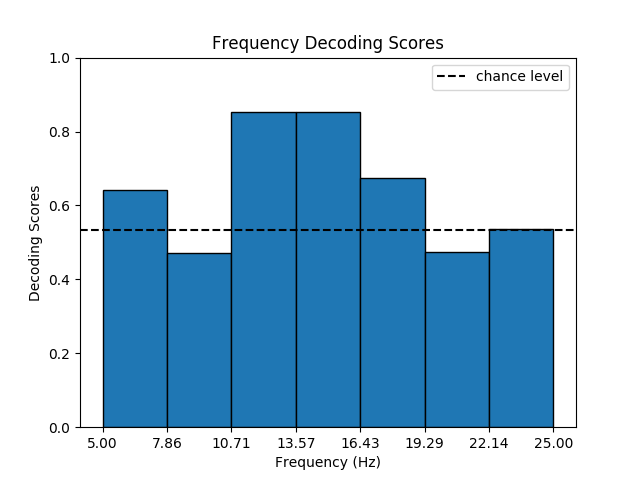 Frequency Decoding Scores
chance level
1.0
0.8
0.6
0.4
0.2
0.0
Decoding Scores
5.00 7.86 10.71 13.57 16.43 19.29 22.14 25.00
Frequency (Hz)